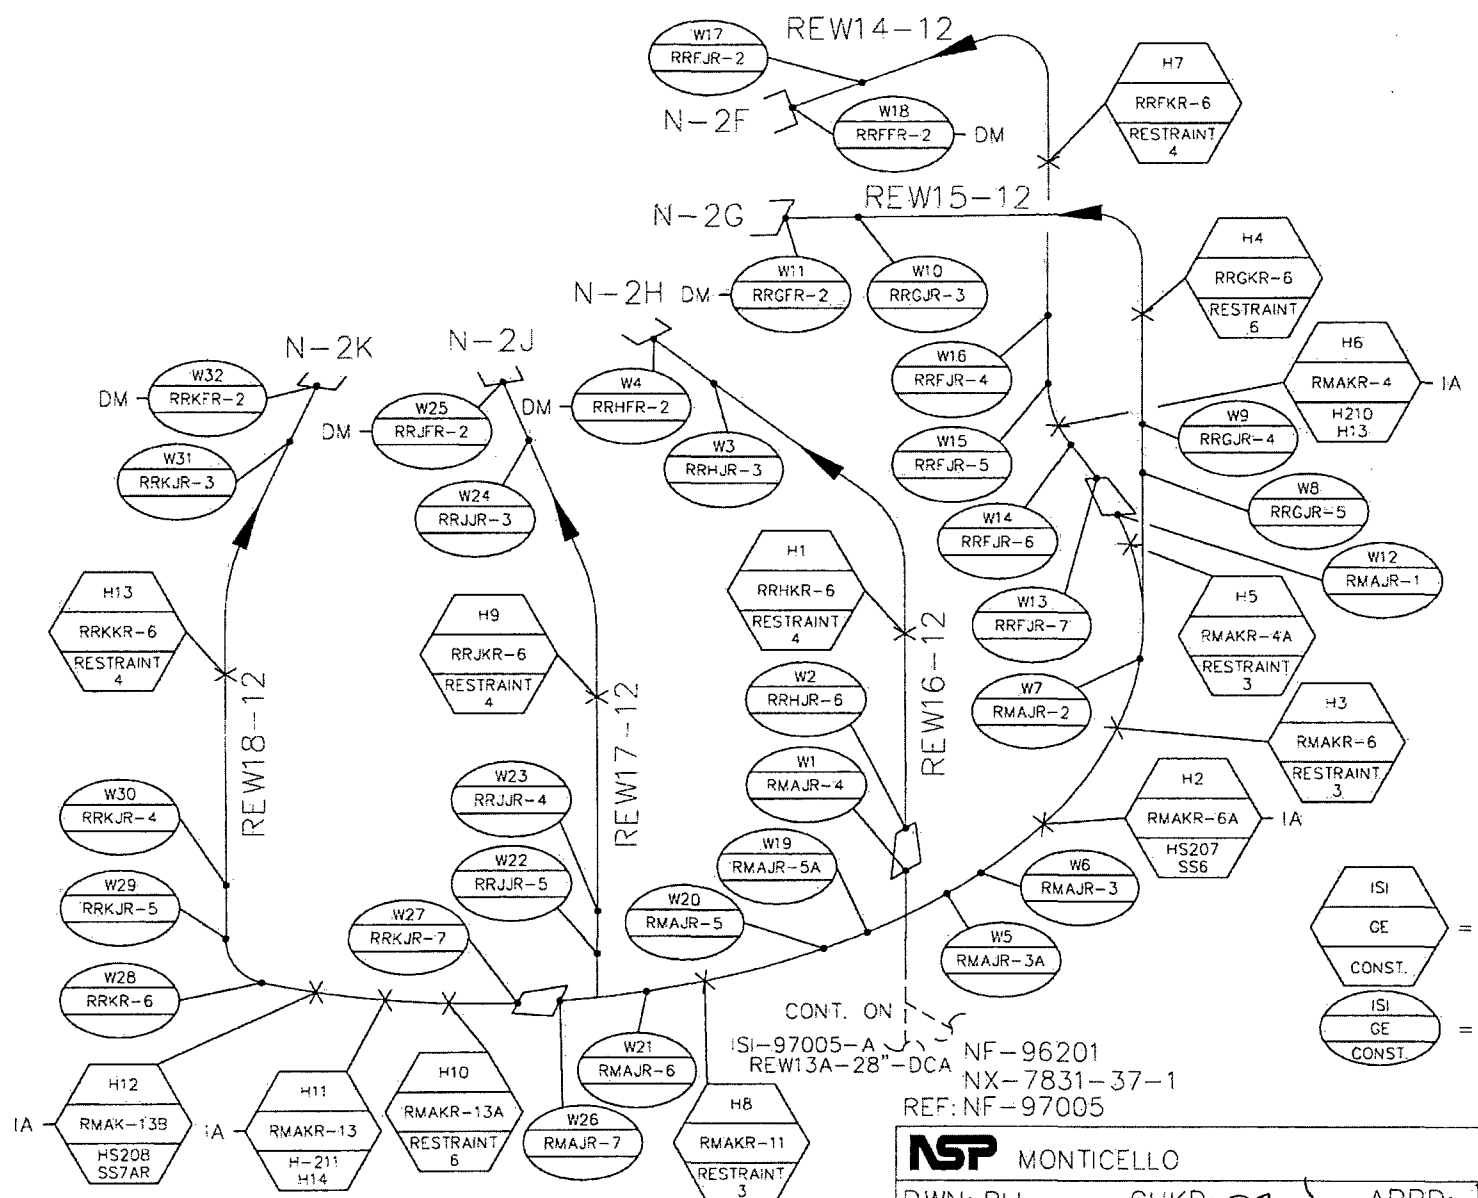 W17
RRFJR-2
REW14-12
N-2F
W18
RRFFR-2
DM
H7
RRFKR-6
RESTRAINT
4
N-2G
REW15-12
W11
RRGFR-2
DM
W10
RRGJR-3
H4
RRGKR-6
RESTRAINT
6
N-2H
W4
RRHFR-2
DM
W3
RRHJR-3
W16
RRFJR-4
W15
RRFJR-5
H6
RMAKR-4
H210
H13
IA
W9
RRGJR-4
W8
RRGJR-5
N-2K
W32
RRKFR-2
DM
W31
RRKJR-3
N-2J
W25
RRJFR-2
DM
W24
RRJJR-3
W14
RRFJR-6
W12
RMAJR-1
W13
RRFJR-7
H5
RMAKR-4A
RESTRAINT
3
H13
RRKKR-6
RESTRAINT
4
H9
RRJKR-6
RESTRAINT
4
H1
RRHKR-6
RESTRAINT
4
W2
RRHJR-6
W1
RMAJR-4
REW16-12
W7
RMAJR-2
H3
RMAKR-6
RESTRAINT
3
H2
RMAKR-6A
HS207
SS6
IA
REW18-12
W30
RRKJR-4
W29
RRKJR-5
W28
RRKR-6
REW17-12
W23
RRJJR-4
W22
RRJJR-5
W27
RRKJR-7
W19
RMAJR-5A
W20
RMAJR-5
W6
RMAJR-3
W5
RMAJR-3A
ISI
GE
CONST.
=
ISI
GE
CONST.
=
H12
RMAK-13B
HS208
SS7AR
IA
H11
RMAKR-13
H-211
H14
IA
H10
RMAKR-13A
RESTRAINT
6
W26
RMAJR-7
W21
RMAJR-6
H8
RMAKR-11
RESTRAINT
3
CONT. ON
ISI-97005-A
REW13A-28"-DCA
NF-96201
NX-7831-37-1
REF: NF-97005
NSP MONTICELLO